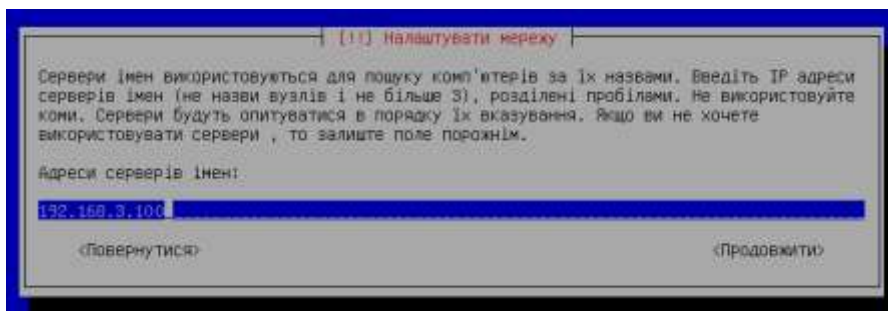 [!!] Налаштувати мережу
Сервери імен використовуються для пошуку комп'ютерів за їх назвами. Введіть IP адреси
серверів імен (не назви вузлів і не більше 3), розділені пробілами. Не використовуйте
коми. Сервери будуть опитуватися в порядку їх вказування. Якщо ви не хочете
використовувати сервери , то залиште поле порожнім.
Адреси серверів імен:
192.168.3.100
<Повернутися>
<Продовжити>